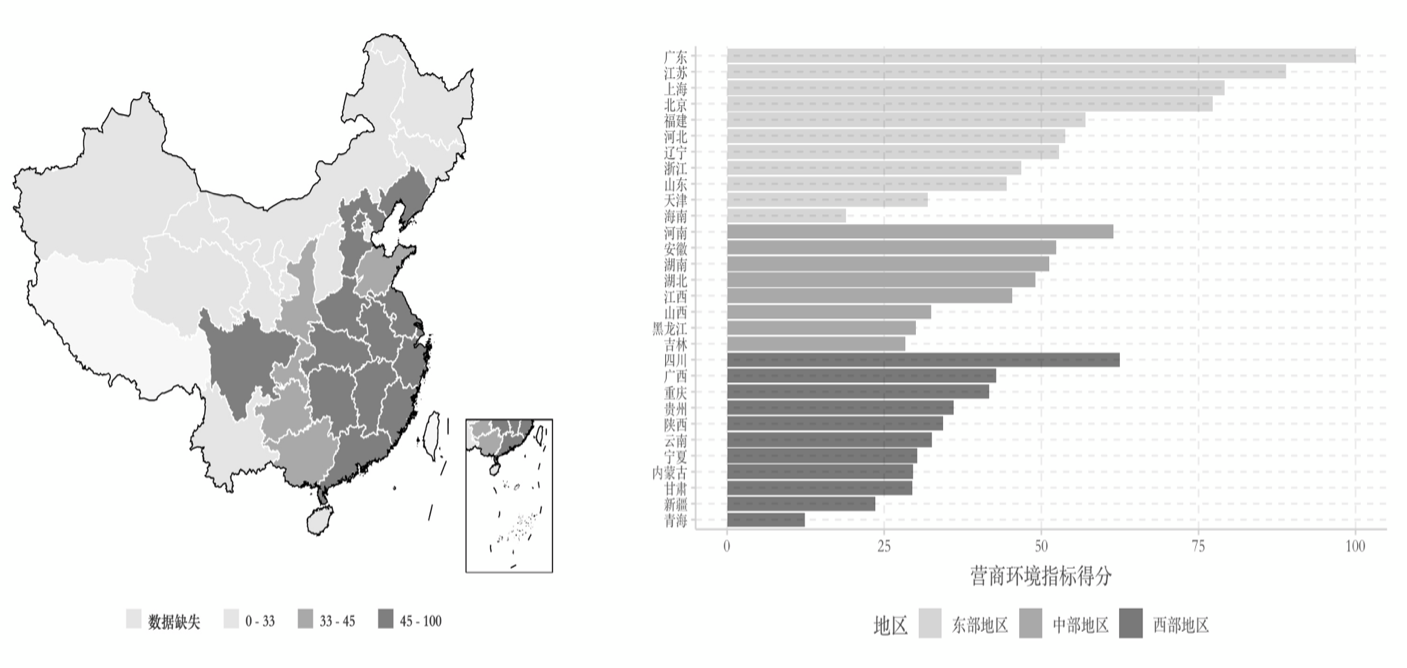 数据缺失 0 - 33 33 - 45 45 - 100
广东
江苏
上海
北京
福建
河北
辽宁
浙江
山东
天津
海南
河南
安徽
湖南
湖北
江西
山西
黑龙江
吉林
四川
广西
重庆
贵州
陕西
云南
宁夏
内蒙古
甘肃
新疆
青海
0 25 50 75 100
营商环境指标得分
地区 东部地区 中部地区 西部地区